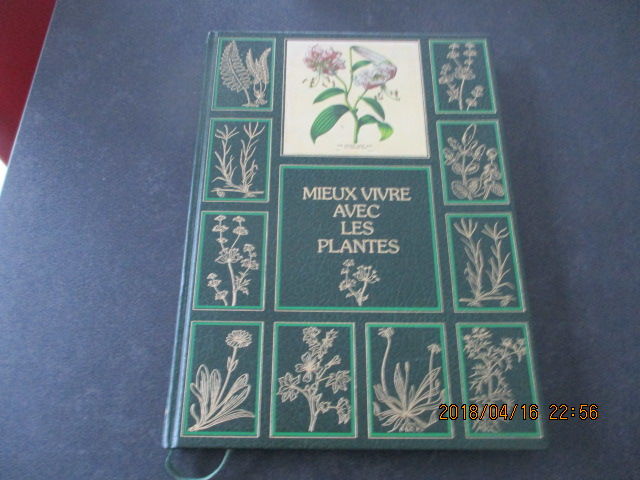 MIEUX VIVRE
AVEC
LES
PLANTES
2018/04/16 22:56